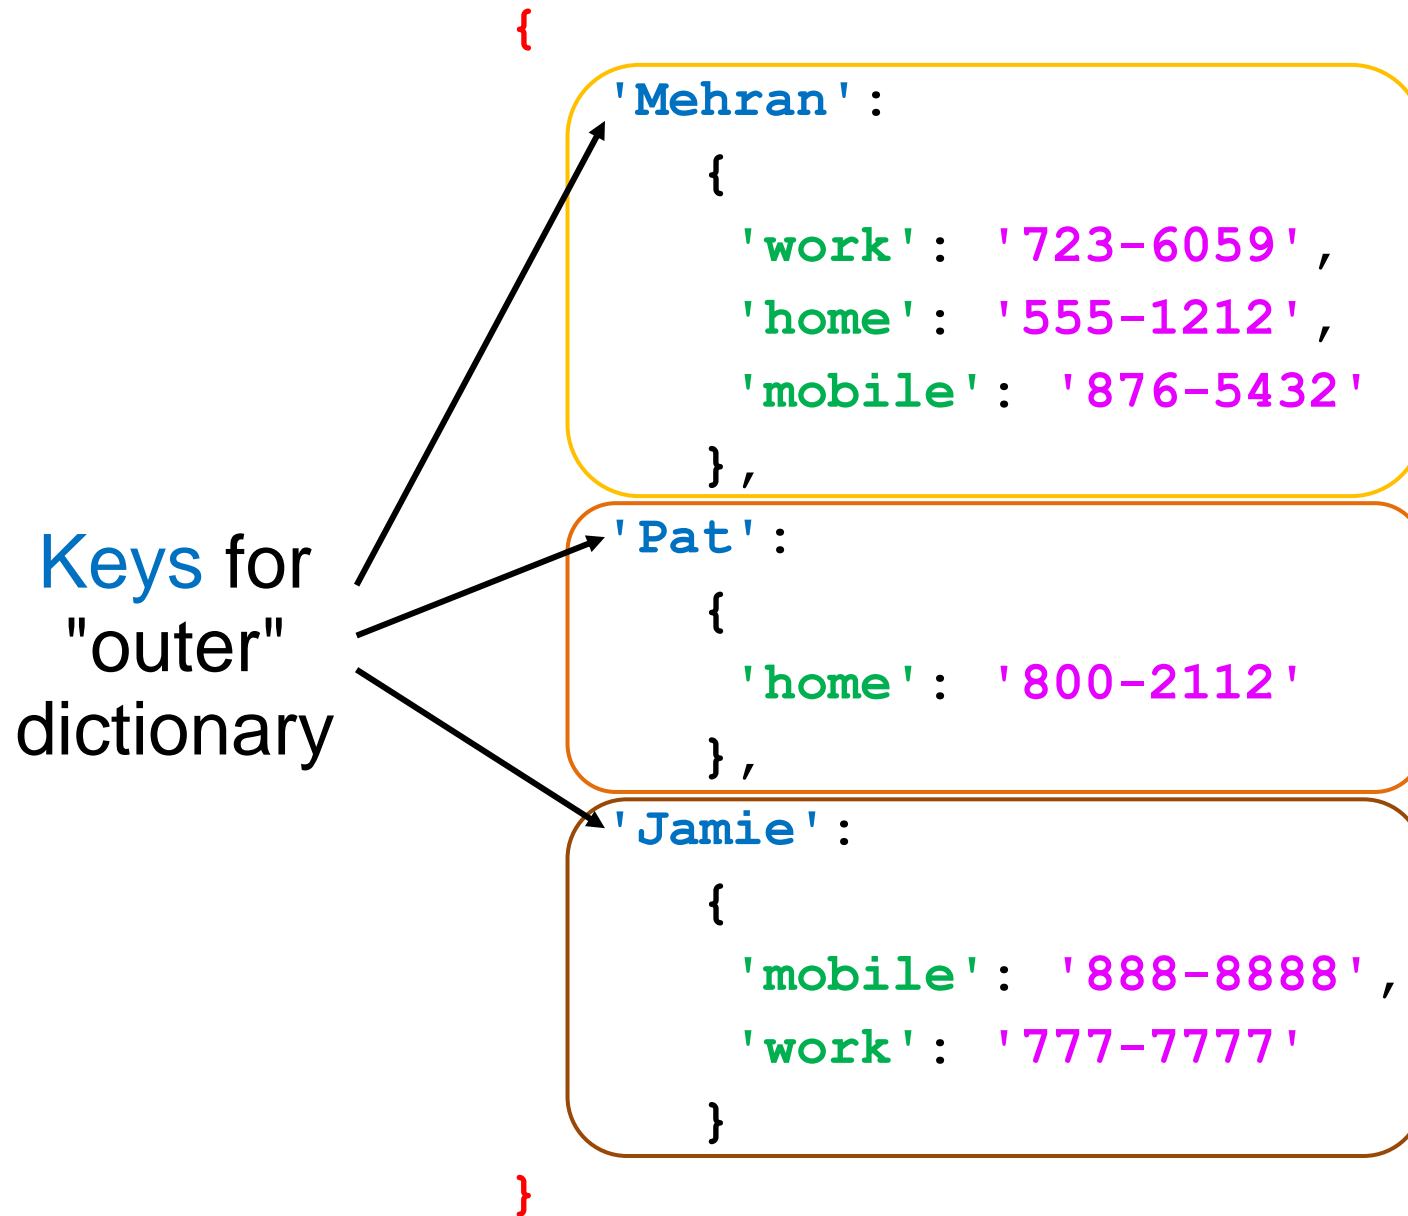 {
'Mehran':
{
'work': '723-6059',
'home': '555-1212',
'mobile': '876-5432'
},
'Pat':
{
'home': '800-2112'
},
'Jamie':
{
'mobile': '888-8888',
'work': '777-7777'
}
}
Keys for
"outer"
dictionary